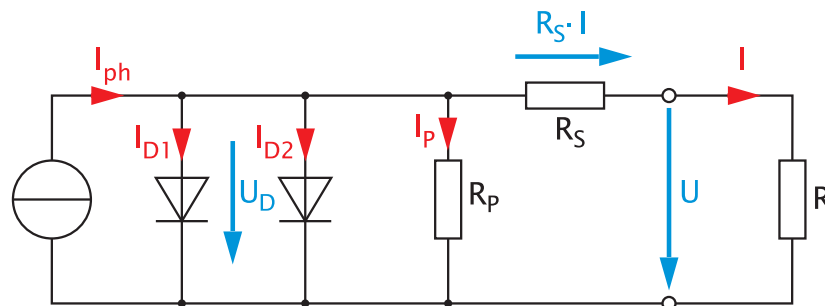 R_S · I
I_ph
I
I_D1
I_D2
I_P
R_S
U_D
R_P
U
R